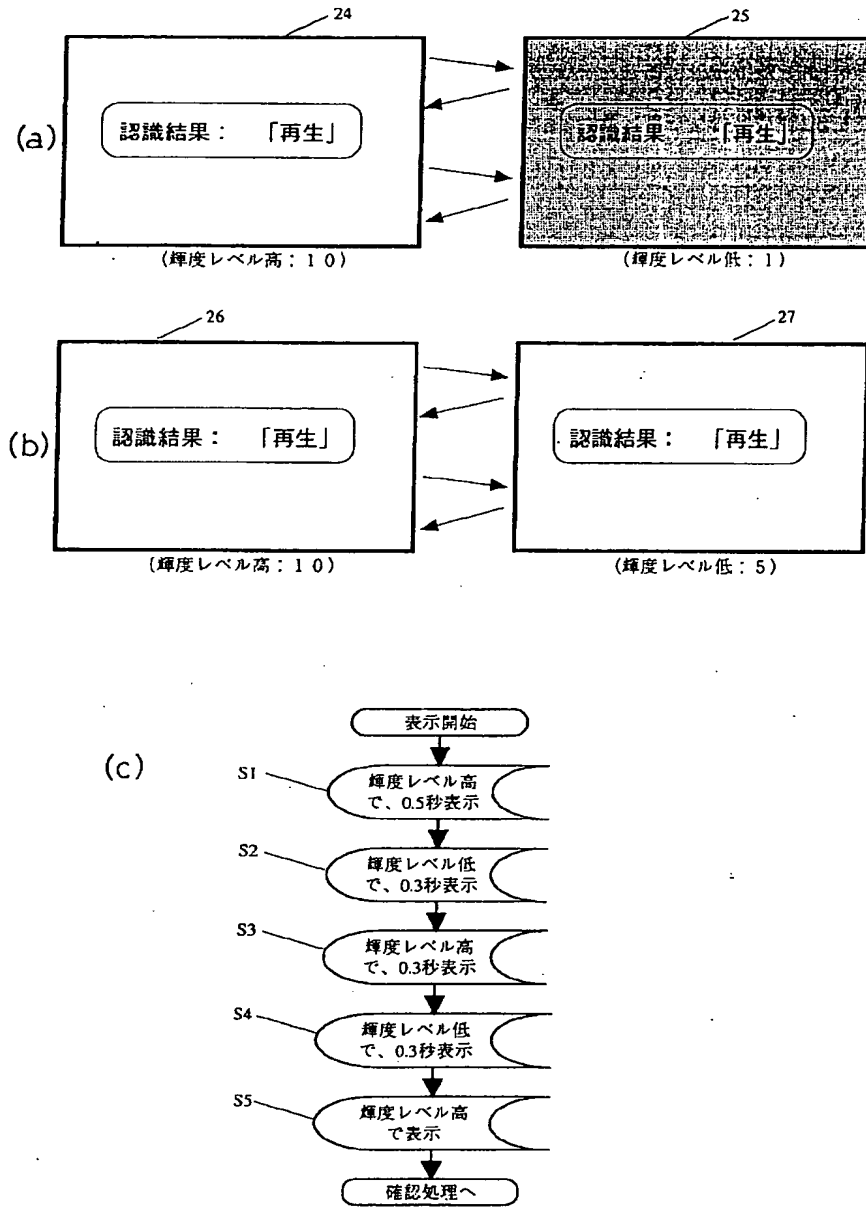 24
25
(a)
認識結果： 「再生」
認識結果 「再生」
(輝度レベル高：10)
(輝度レベル低：1)
26
27
(b)
認識結果： 「再生」
認識結果： 「再生」
(輝度レベル高：10)
(輝度レベル低：5)
(c)
表示開始
S1
輝度レベル高
で、0.5秒表示
S2
輝度レベル低
で、0.3秒表示
S3
輝度レベル高
で、0.3秒表示
S4
輝度レベル低
で、0.3秒表示
S5
輝度レベル高
で表示
確認処理へ